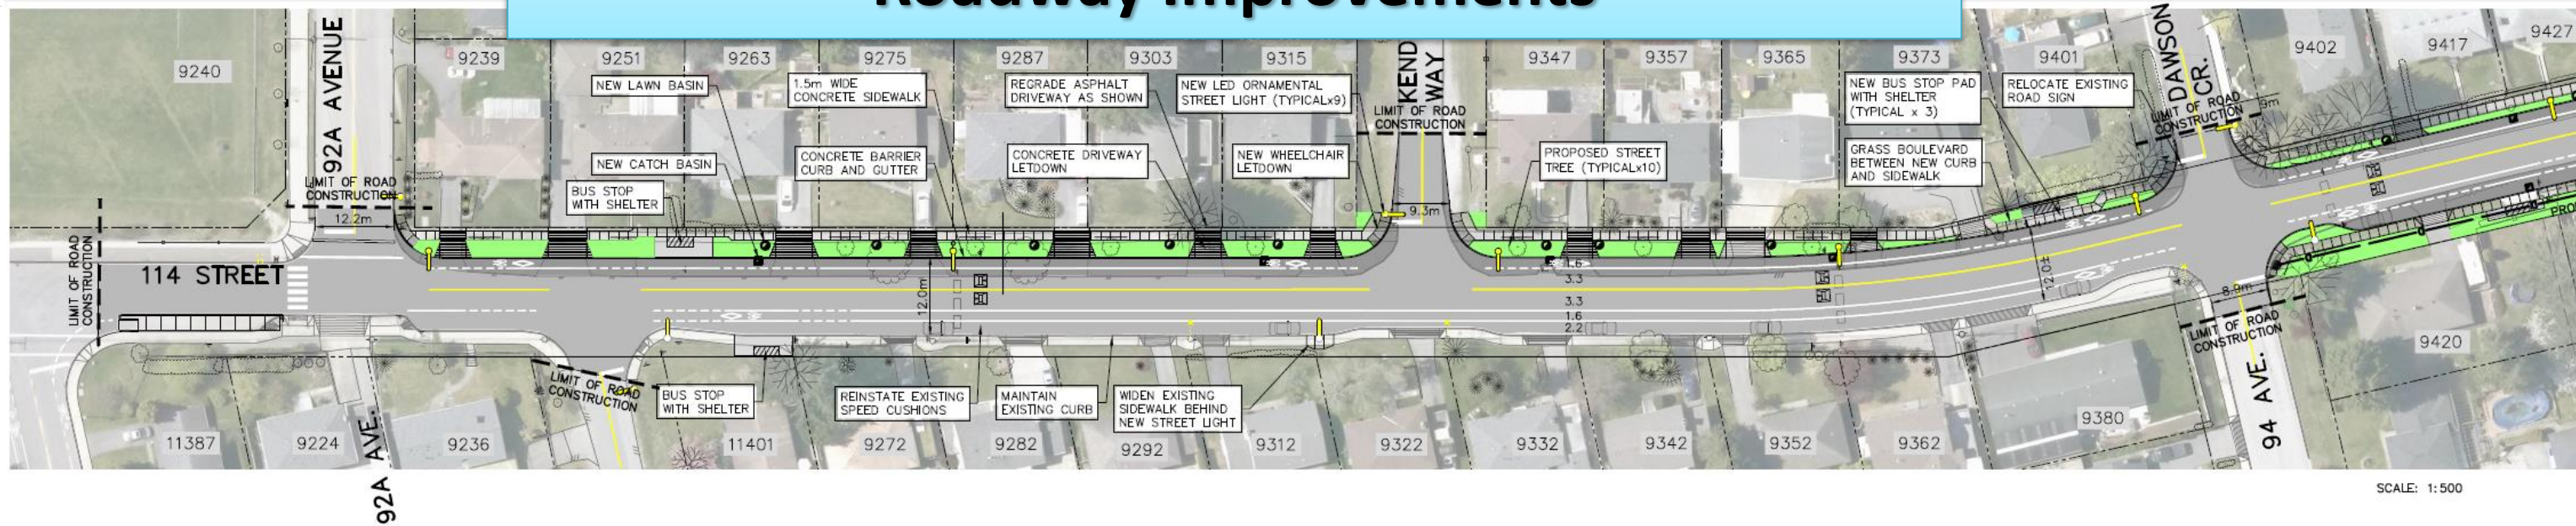 Roadway Improvements
9240
92A AVENUE
9239
9251
9263
9275
9287
9303
9315
KEND
WAY
9347
9357
9365
9373
9401
DAWSON
CR.
9402
9417
9427
NEW LAWN BASIN
1.5m WIDE
CONCRETE SIDEWALK
REGRADE ASPHALT
DRIVEWAY AS SHOWN
NEW LED ORNAMENTAL
STREET LIGHT (TYPICALx9)
LIMIT OF ROAD
CONSTRUCTION
NEW BUS STOP PAD
WITH SHELTER
(TYPICAL x 3)
RELOCATE EXISTING
ROAD SIGN
LIMIT OF ROAD
CONSTRUCTION
9m
NEW CATCH BASIN
CONCRETE BARRIER
CURB AND GUTTER
CONCRETE DRIVEWAY
LETDOWN
NEW WHEELCHAIR
LETDOWN
PROPOSED STREET
TREE (TYPICALx10)
GRASS BOULEVARD
BETWEEN NEW CURB
AND SIDEWALK
BUS STOP
WITH SHELTER
LIMIT OF ROAD
CONSTRUCTION
12.2m
9.3m
LIMIT OF ROAD
CONSTRUCTION
114 STREET
12.0m
1.6
3.3
3.3
1.6
2.2
12.0±
8.9m
PRO
LIMIT OF ROAD
CONSTRUCTION
LIMIT OF ROAD
CONSTRUCTION
BUS STOP
WITH SHELTER
REINSTATE EXISTING
SPEED CUSHIONS
MAINTAIN
EXISTING CURB
WIDEN EXISTING
SIDEWALK BEHIND
NEW STREET LIGHT
11387
9224
92A AVE.
9236
11401
9272
9282
9292
9312
9322
9332
9342
9352
9362
9380
94 AVE.
9420
SCALE: 1:500